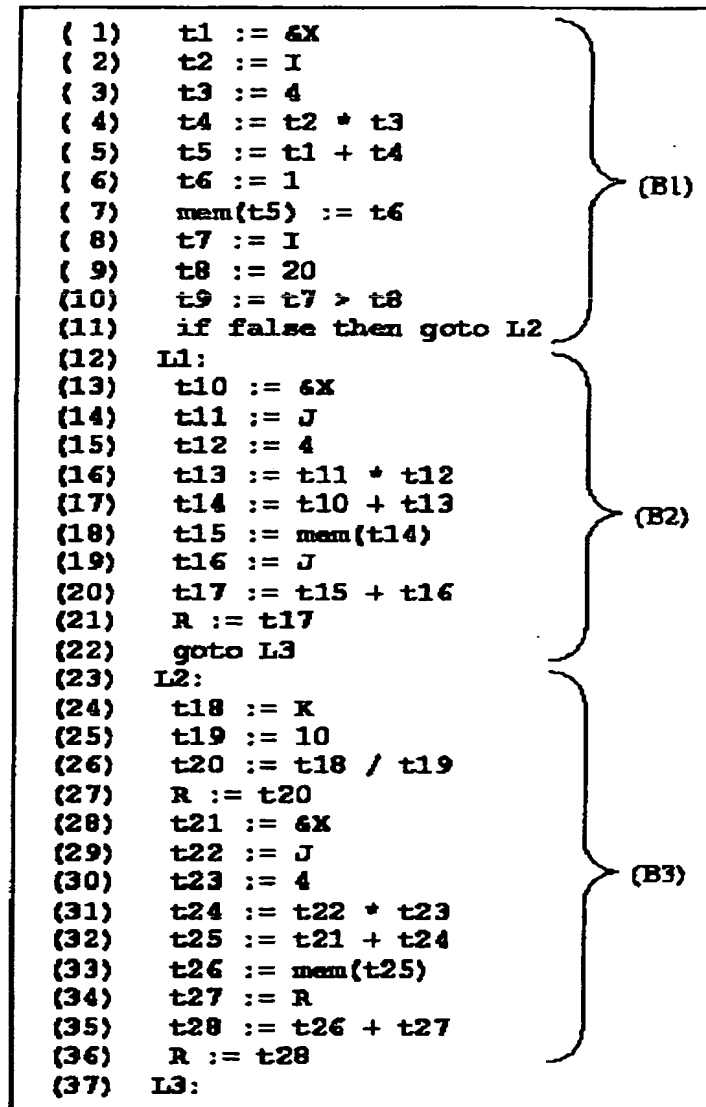 ( 1) t1 := &X
( 2) t2 := I
( 3) t3 := 4
( 4) t4 := t2 * t3
( 5) t5 := t1 + t4
( 6) t6 := 1
( 7) mem(t5) := t6
( 8) t7 := I
( 9) t8 := 20
(10) t9 := t7 > t8
(11) if false then goto L2
(B1)
(12) L1:
(13) t10 := &X
(14) t11 := J
(15) t12 := 4
(16) t13 := t11 * t12
(17) t14 := t10 + t13
(18) t15 := mem(t14)
(19) t16 := J
(20) t17 := t15 + t16
(21) R := t17
(22) goto L3
(B2)
(23) L2:
(24) t18 := K
(25) t19 := 10
(26) t20 := t18 / t19
(27) R := t20
(28) t21 := &X
(29) t22 := J
(30) t23 := 4
(31) t24 := t22 * t23
(32) t25 := t21 + t24
(33) t26 := mem(t25)
(34) t27 := R
(35) t28 := t26 + t27
(36) R := t28
(B3)
(37) L3: